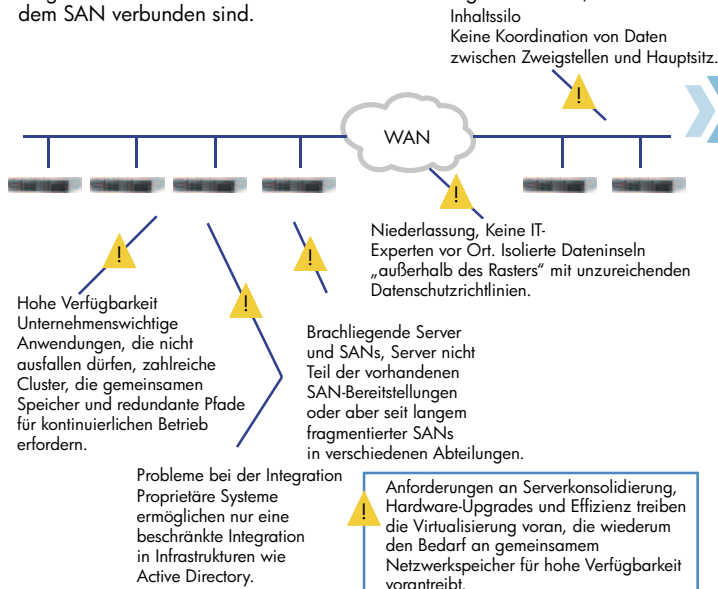 dem SAN verbunden sind.
Inhaltssilo
Keine Koordination von Daten
zwischen Zweigstellen und Hauptsitz.
!
WAN
!
Niederlassung, Keine IT-
Experten vor Ort. Isolierte Dateninseln
„außerhalb des Rasters“ mit unzureichenden
Datenschutzrichtlinien.
!
!
!
Hohe Verfügbarkeit
Unternehmenswichtige
Anwendungen, die nicht
ausfallen dürfen, zahlreiche
Cluster, die gemeinsamen
Speicher und redundante Pfade
für kontinuierlichen Betrieb
erfordern.
Brachliegende Server
und SANs, Server nicht
Teil der vorhandenen
SAN-Bereitstellungen
oder aber seit langem
fragmentierter SANs
in verschiedenen Abteilungen.
Probleme bei der Integration
Proprietäre Systeme
ermöglichen nur eine
beschränkte Integration
in Infrastrukturen wie
Active Directory.
!
Anforderungen an Serverkonsolidierung,
Hardware-Upgrades und Effizienz treiben
die Virtualisierung voran, die wiederum
den Bedarf an gemeinsamem
Netzwerkspeicher für hohe Verfügbarkeit
vorantreibt.